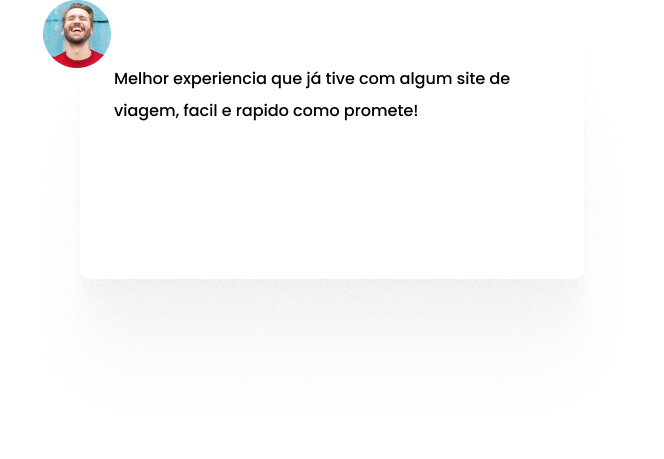 Melhor experiencia que já tive com algum site de
viagem, facil e rapido como promete!